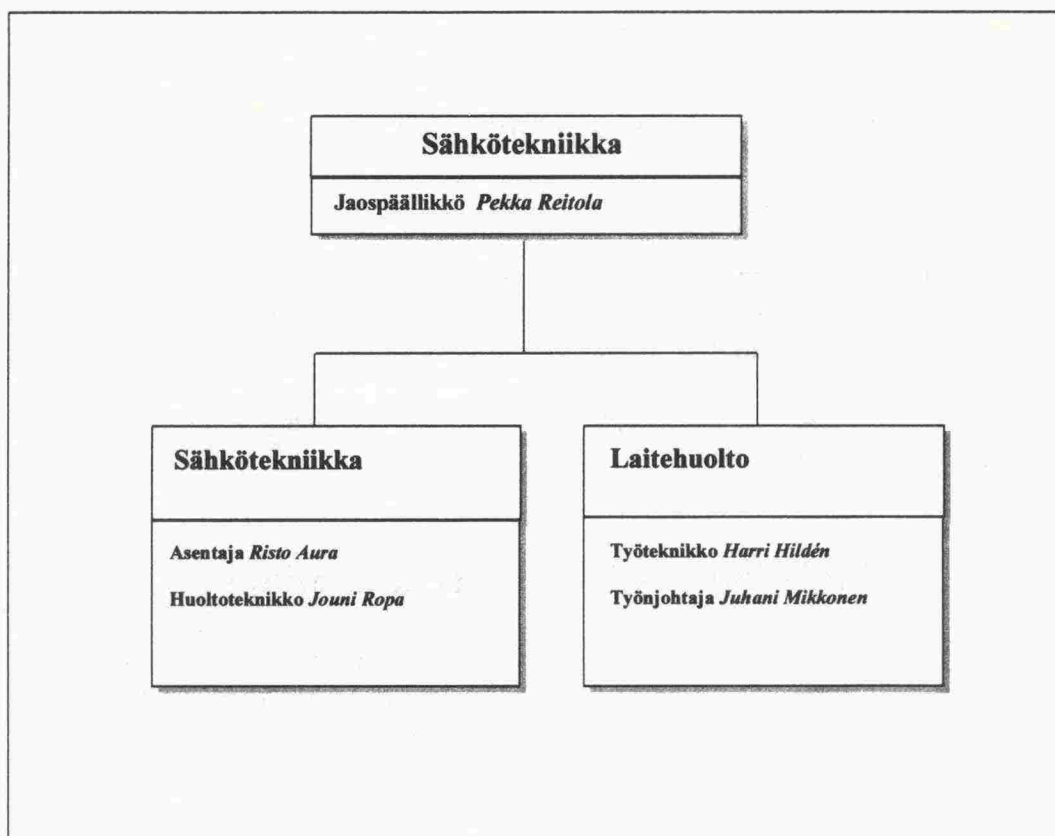 Sähkötekniikka
Jaospäällikkö Pekka Reitola
Sähkötekniikka
Asentaja Risto Aura
Huoltoteknikko Jouni Ropa
Laitehuolto
Työteknikko Harri Hildén
Työnjohtaja Juhani Mikkonen